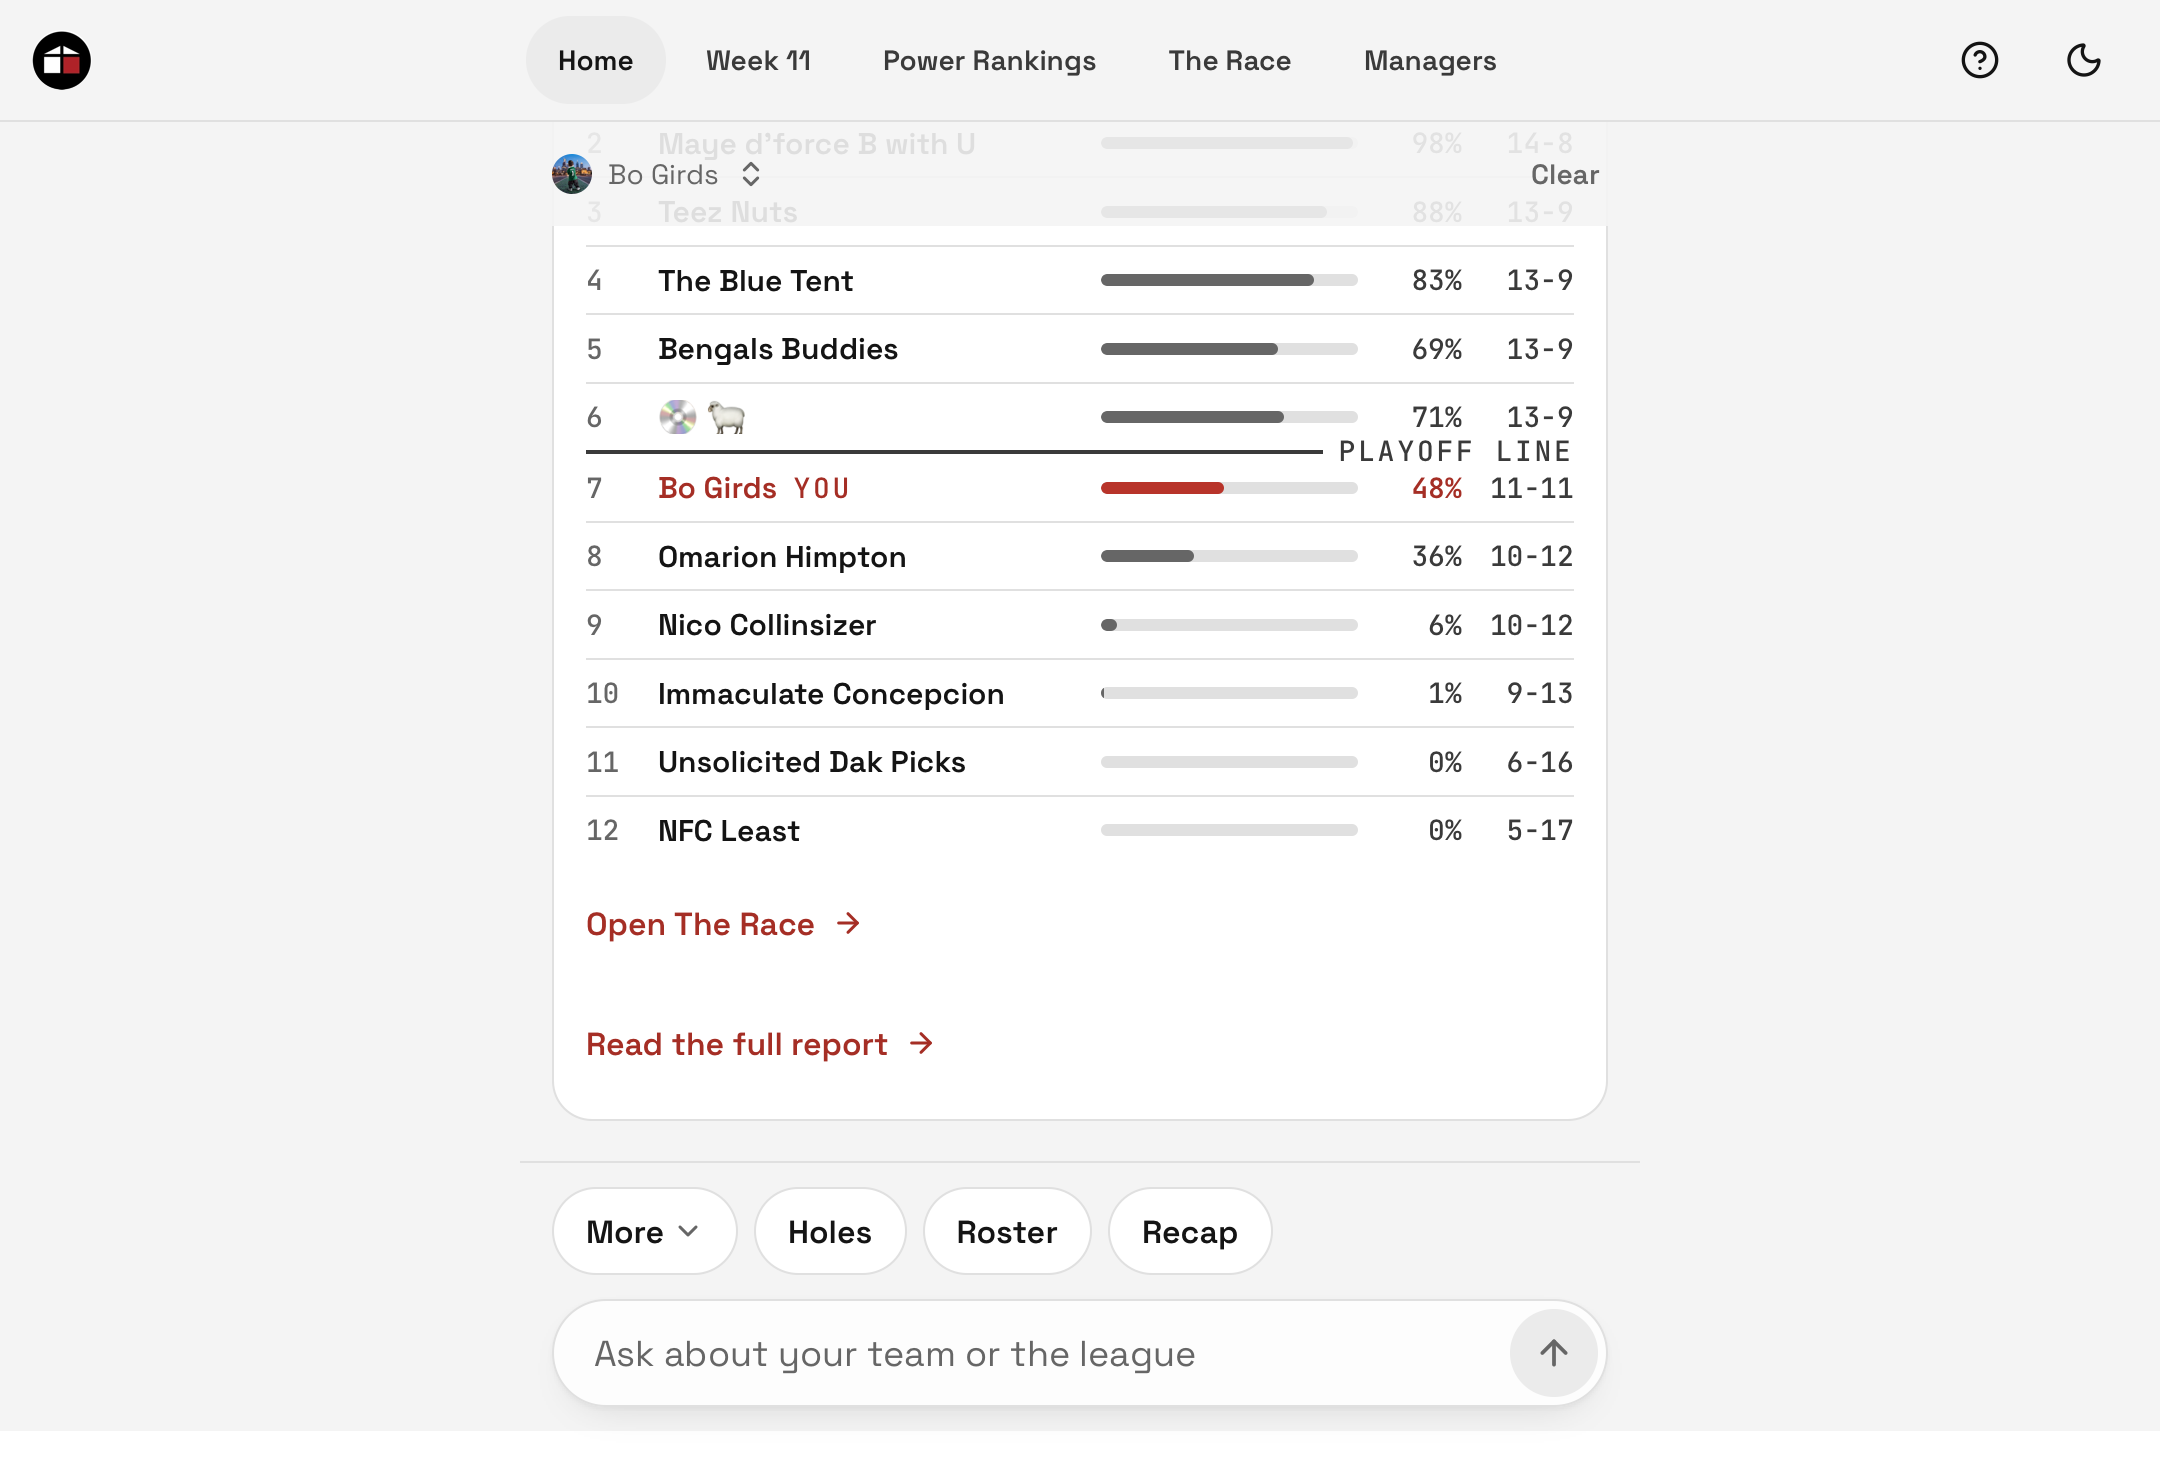 Home Week 11 Power Rankings The Race Managers
2 Maye d'force B with U 98% 14-8
Bo Girds Clear
3 Teez Nuts 88% 13-9
4 The Blue Tent 83% 13-9
5 Bengals Buddies 69% 13-9
6 71% 13-9
PLAYOFF LINE
7 Bo Girds YOU 48% 11-11
8 Omarion Himpton 36% 10-12
9 Nico Collinsizer 6% 10-12
10 Immaculate Concepcion 1% 9-13
11 Unsolicited Dak Picks 0% 6-16
12 NFC Least 0% 5-17
Open The Race →
Read the full report →
More Holes Roster Recap
Ask about your team or the league